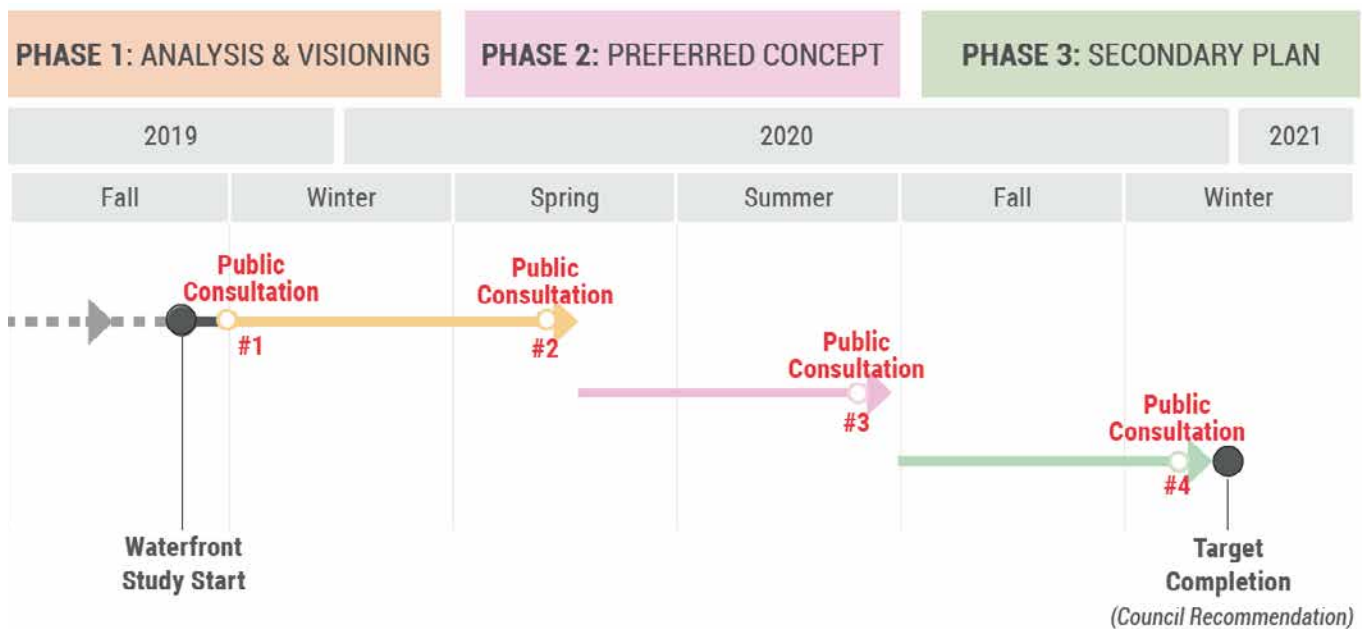 PHASE 1: ANALYSIS & VISIONING
PHASE 2: PREFERRED CONCEPT
PHASE 3: SECONDARY PLAN
2019
2020
2021
Fall
Winter
Spring
Summer
Fall
Winter
Public
Consultation
#1
Public
Consultation
#2
Public
Consultation
#3
Public
Consultation
#4
Waterfront
Study Start
Target
Completion
(Council Recommendation)